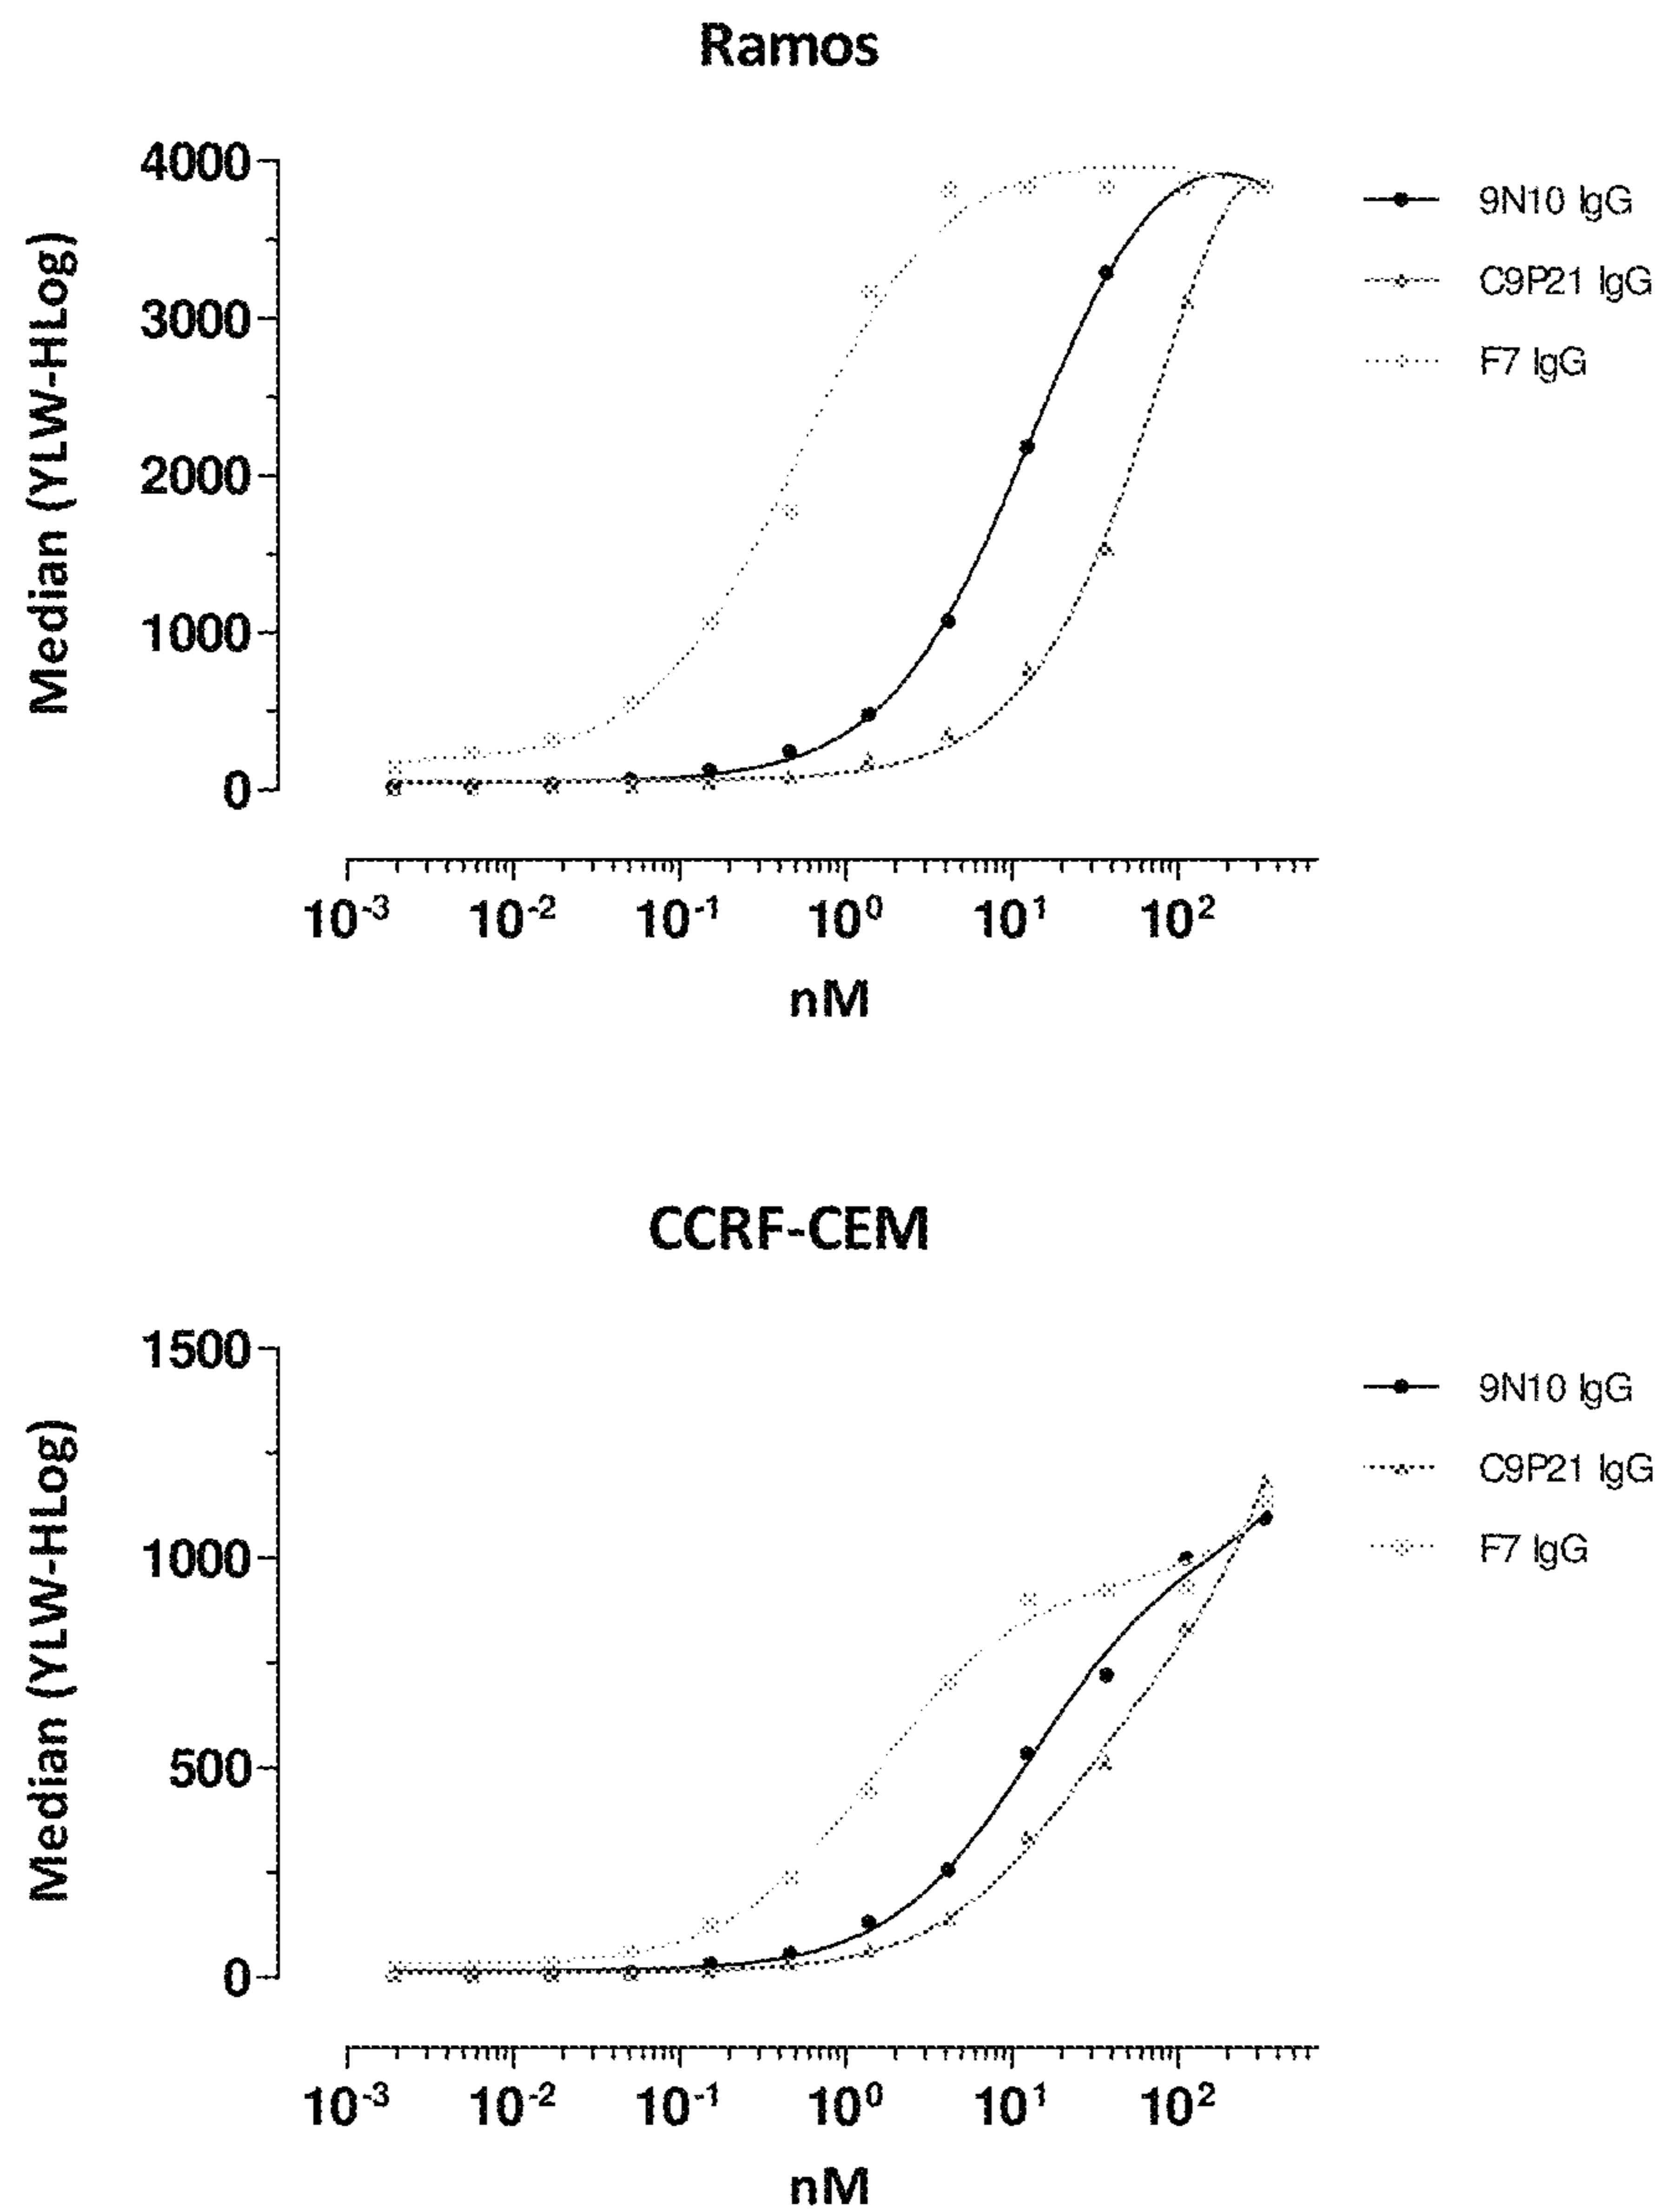 Ramos
Median (YLW-HLog)
4000
3000
2000
1000
0
10-3 10-2 10-1 100 101 102
nM
9N10 IgG
C9P21 IgG
F7 IgG
CCRF-CEM
Median (YLW-HLog)
1500
1000
500
0
10-3 10-2 10-1 100 101 102
nM
9N10 IgG
C9P21 IgG
F7 IgG